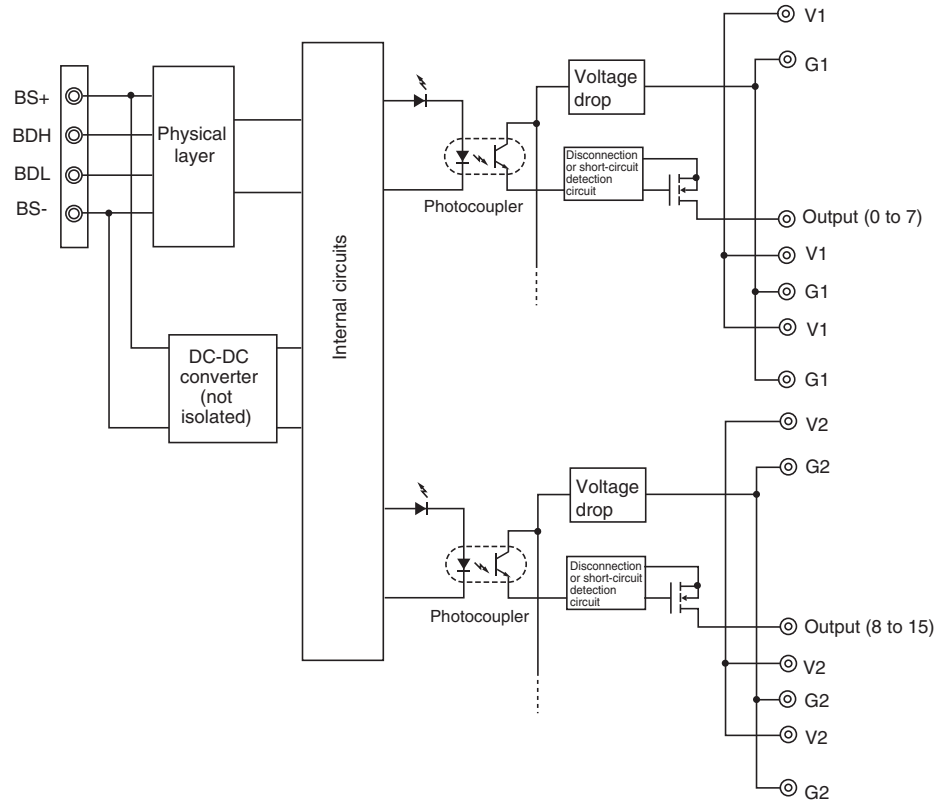 V1
G1
BS+
BDH
BDL
BS-
Physical
layer
Voltage
drop
Disconnection
or short-circuit
detection
circuit
Photocoupler
Output (0 to 7)
V1
G1
V1
G1
Internal circuits
DC-DC
converter
(not
isolated)
V2
G2
Voltage
drop
Disconnection
or short-circuit
detection
circuit
Photocoupler
Output (8 to 15)
V2
G2
V2
G2